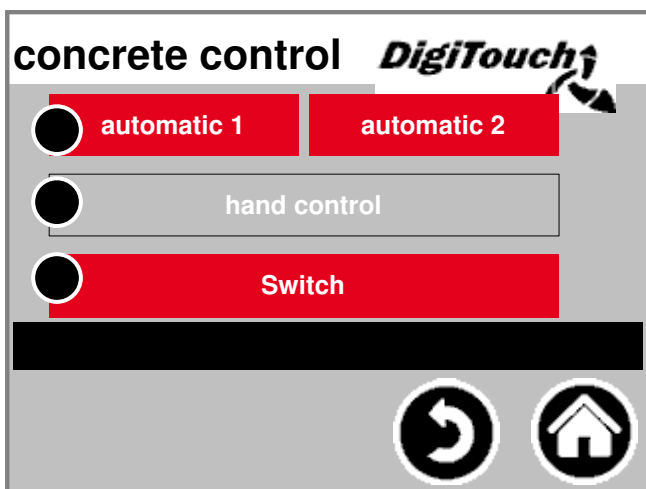 concrete control
DigiTouch
automatic 1
automatic 2
hand control
Switch